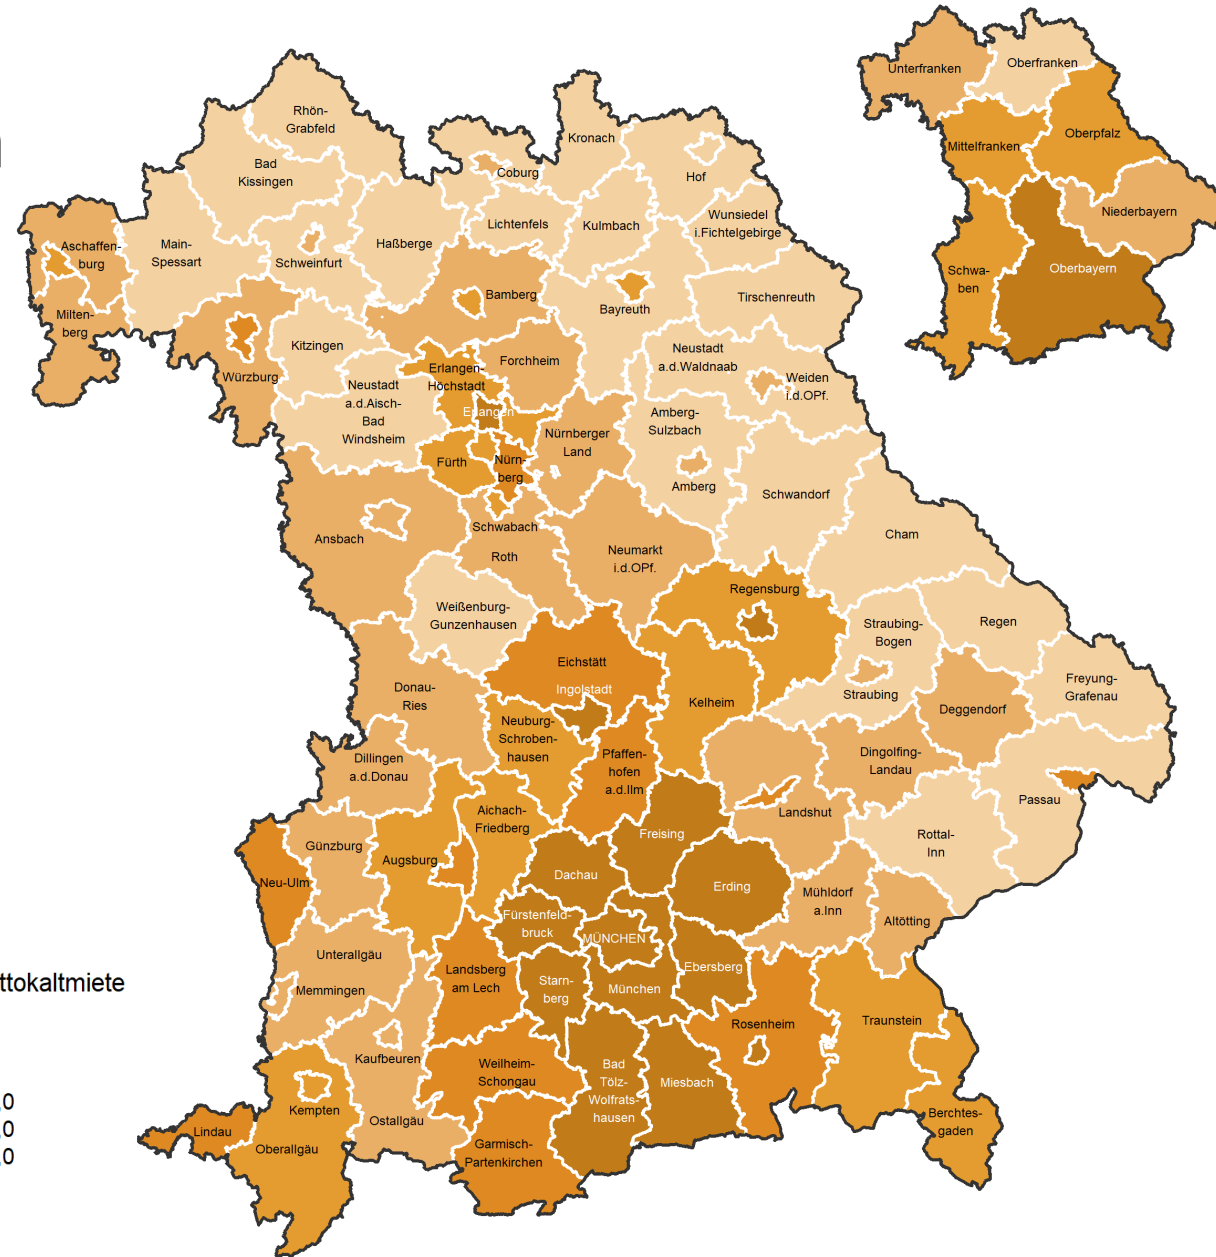 Unterfranken
Oberfranken
Mittelfranken
Oberpfalz
Niederbayern
Schwa-
ben
Oberbayern
Rhön-
Grabfeld
Bad
Kissingen
Coburg
Kronach
Hof
Wunsiedel
i.Fichtelgebirge
Lichtenfels
Kulmbach
Haßberge
Schweinfurt
Main-
Spessart
Aschaffen-
burg
Milten-
berg
Würzburg
Kitzingen
Bamberg
Bayreuth
Tirschenreuth
Neustadt
a.d.Waldnaab
Weiden
i.d.OPf.
Forchheim
Erlangen-
Höchstadt
Erlangen
Neustadt
a.d.Aisch-
Bad
Windsheim
Fürth
Nürn-
berg
Nürnberger
Land
Amberg-
Sulzbach
Amberg
Schwandorf
Cham
Ansbach
Schwabach
Roth
Neumarkt
i.d.OPf.
Regensburg
Weißenburg-
Gunzenhausen
Straubing-
Bogen
Straubing
Regen
Freyung-
Grafenau
Deggendorf
Eichstätt
Ingolstadt
Kelheim
Donau-
Ries
Neuburg-
Schroben-
hausen
Pfaffen-
hofen
a.d.Ilm
Dingolfing-
Landau
Landshut
Passau
Rottal-
Inn
Dillingen
a.d.Donau
Aichach-
Friedberg
Augsburg
Günzburg
Neu-Ulm
Freising
Dachau
Erding
Mühldorf
a.Inn
Altötting
Fürstenfeld-
bruck
MÜNCHEN
München
Ebersberg
Starn-
berg
Landsberg
am Lech
Unterallgäu
Memmingen
Kaufbeuren
Ostallgäu
Kempten
Oberallgäu
Lindau
Weilheim-
Schongau
Garmisch-
Partenkirchen
Bad
Tölz-
Wolfrats-
hausen
Miesbach
Rosenheim
Traunstein
Berchtes-
gaden
ttokaltmiete
,0
,0
,0